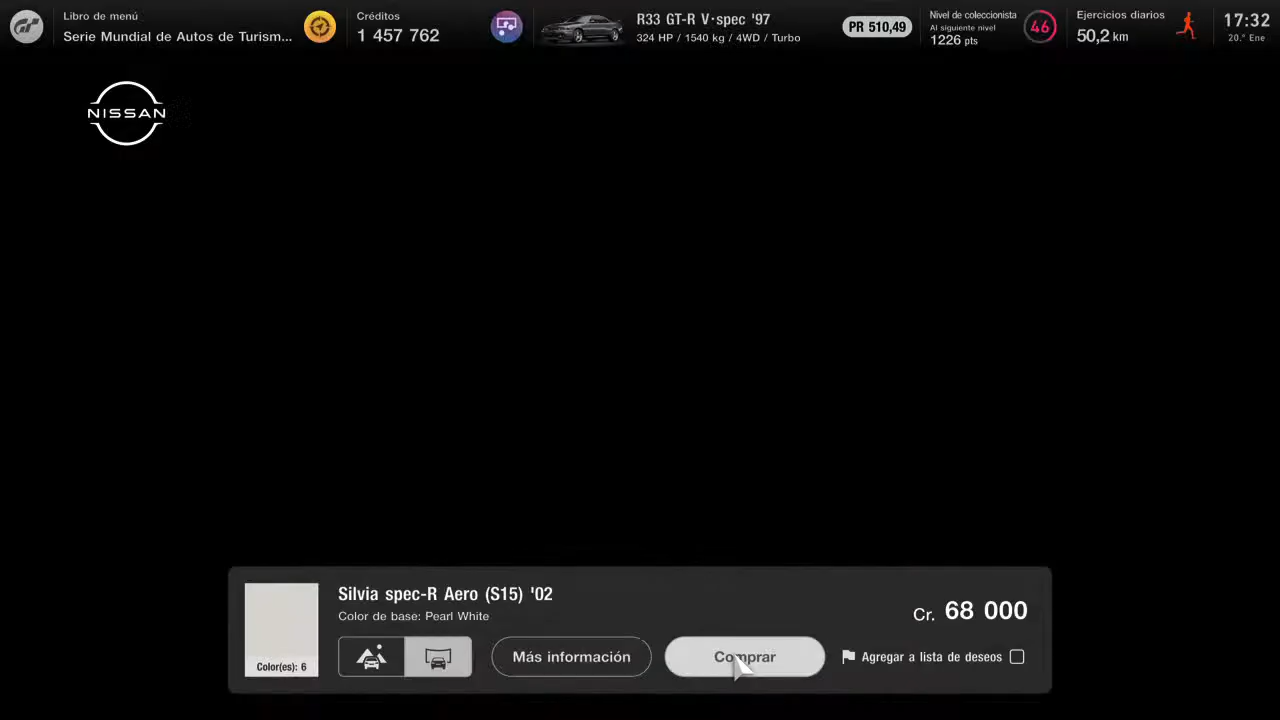 Libro de menú
Serie Mundial de Autos de Turism...
Créditos
1 457 762
R33 GT-R V·spec '97
324 HP / 1540 kg / 4WD / Turbo
PR 510,49
Nivel de coleccionista
Al siguiente nivel
1226 pts
46
Ejercicios diarios
50,2 km
17:32
20.° Ene
NISSAN
Silvia spec-R Aero (S15) '02
Color de base: Pearl White
Cr. 68 000
Color(es): 6
Más información
Comprar
Agregar a lista de deseos